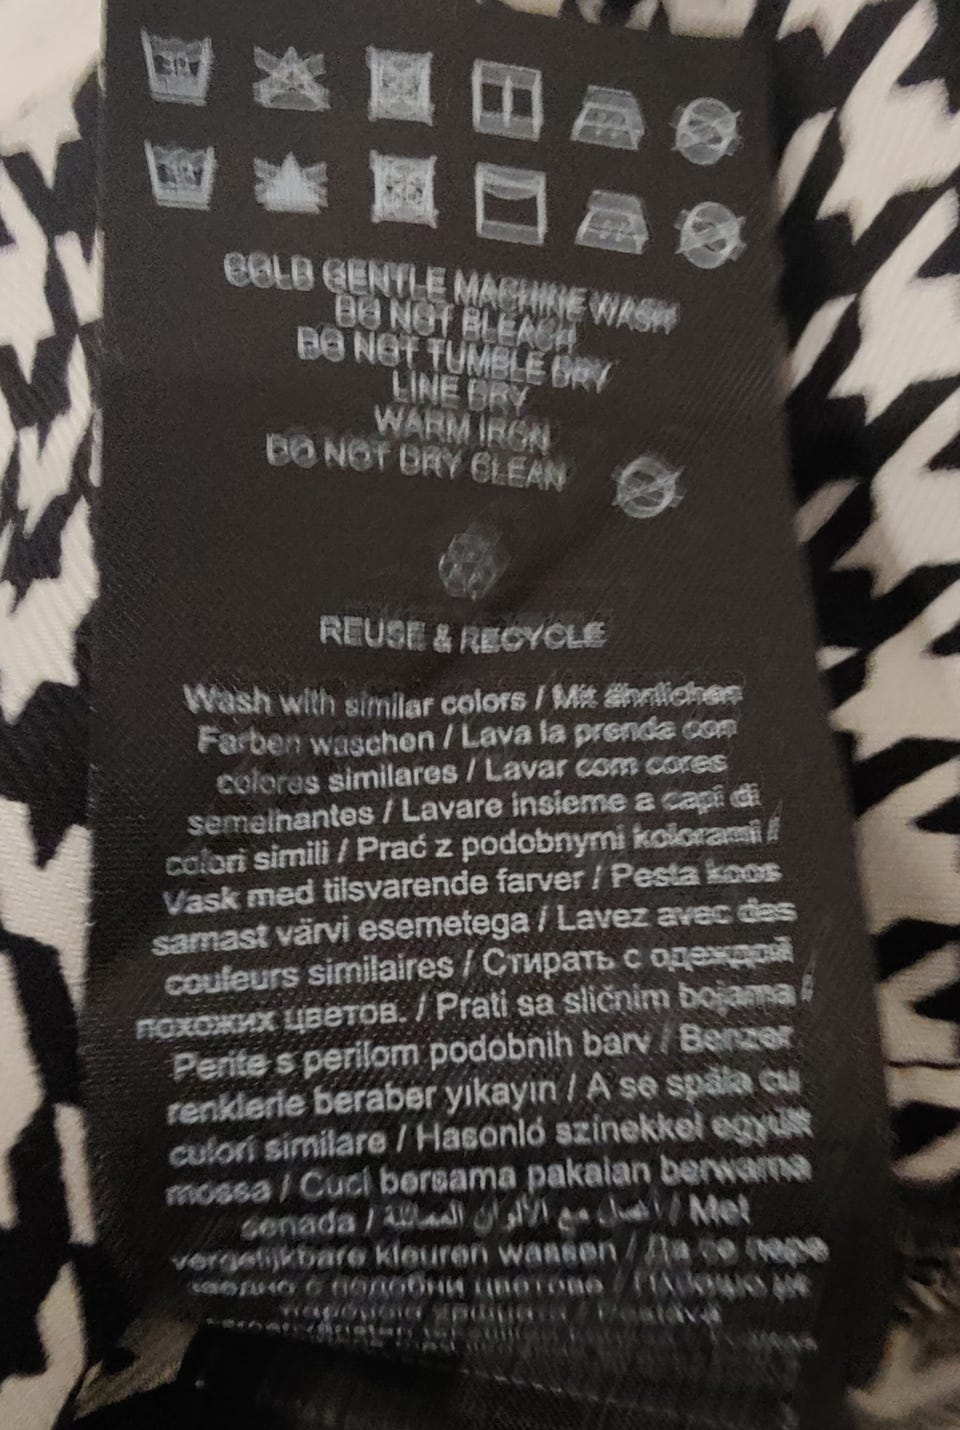 COLD GENTLE MACHINE WASH
DO NOT BLEACH
DO NOT TUMBLE DRY
LINE DRY
WARM IRON
DO NOT DRY CLEAN
REUSE & RECYCLE
Wash with similar colors / Mit ähnlichen
Farben waschen / Lava la prenda con
colores similares / Lavar com cores
semelhantes / Lavare insieme a capi di
colori simili / Prać z podobnymi kolorami /
Vask med tilsvarende farver / Pesta koos
samast värvi esemetega / Lavez avec des
couleurs similaires / Стирать с одеждой
похожих цветов. / Prati sa sličnim bojama /
Perite s perilom podobnih barv / Benzer
renklerle beraber yıkayın / A se spăla cu
culori similare / Hasonló színekkel együtt
mossa / Cuci bersama pakaian berwarna
senada / اغسل مع الألوان المماثلة / Met
vergelijkbare kleuren wassen / Да се пере
заедно с подобни цветове /